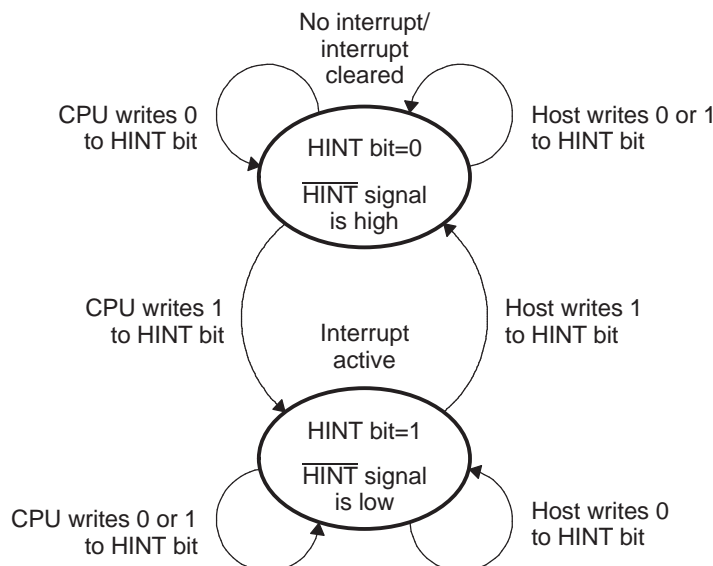 No interrupt/
interrupt
cleared
CPU writes 0
to HINT bit
Host writes 0 or 1
to HINT bit
HINT bit=0
H̅I̅N̅T̅ signal
is high
CPU writes 1
to HINT bit
Host writes 1
to HINT bit
Interrupt
active
HINT bit=1
H̅I̅N̅T̅ signal
is low
CPU writes 0 or 1
to HINT bit
Host writes 0
to HINT bit